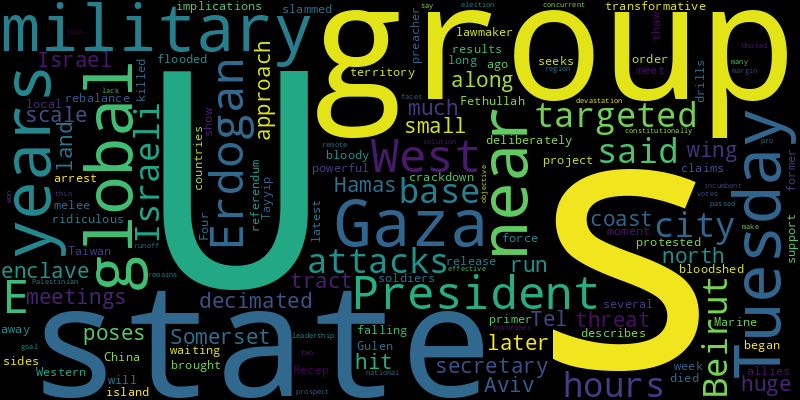 implications
slammed
say
election
concurrent
transformative
military
group
preacher
lawmaker
thaw
join
United
Israel
killed
flooded
results
seeks
order
meet
many
margin
years
global
Erdogan
approach
territory
long
ago
region
drills
local
rebalance
lack
show
faces
along
Fethullah
devastation
scale
land
Israeli
countries
much
small
near
targeted
constitutionally
U
S
remote
deliberately
bloody
solution
West
said
wing
pro
arrest
powerful
crackdown
project
claims
former
melee
ridiculous
referendum
Tayyip
Hamas
base
objective
Tuesday
won
thin
incumbent
votes
passed
Four
latest
Gaza
coast
city
moment
protested
make
support
Taiwan
runoff
enclave
Palestinian
remains
attacks
release
force
run
north
bloodshed
effective
E
meetings
decimated
tract
soldiers
President
several
Beirut
Marine
state
away
poses
Somerset
leadership
falling
primer
Tel
threat
enshrines
describes
began
goal
sides
China
waiting
Gulen
hit
later
allies
Western
will
brought
two
Recep
national
secretary
Aviv
hours
week
died
huge
island
prospect